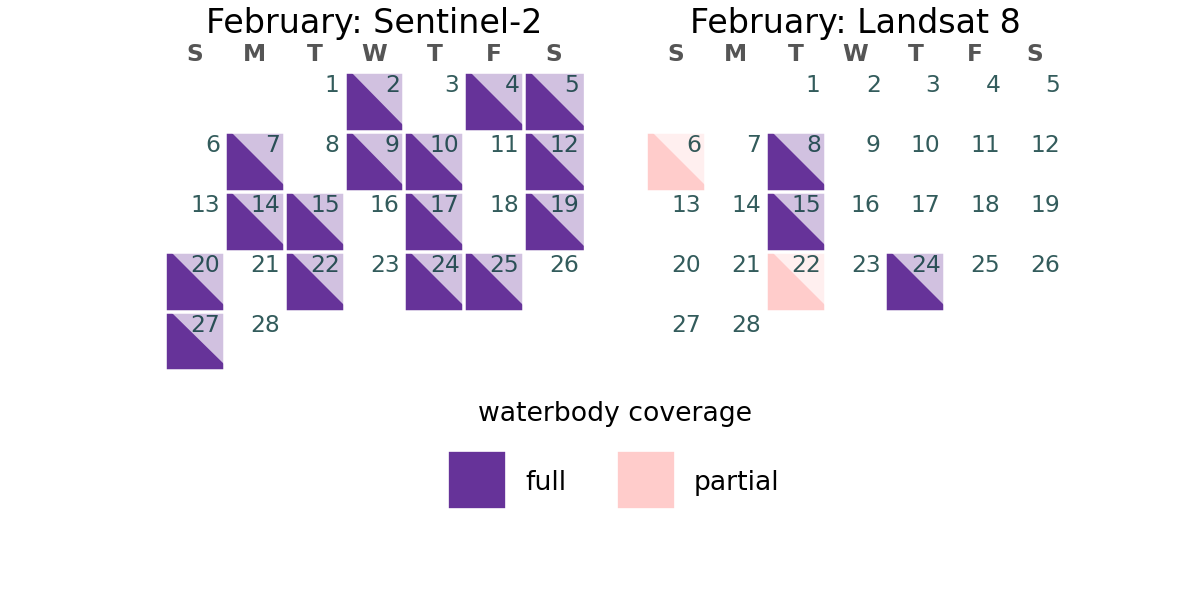 February: Sentinel-2
S M T W T F S
1 2 3 4 5
6 7 8 9 10 11 12
13 14 15 16 17 18 19
20 21 22 23 24 25 26
27 28
February: Landsat 8
S M T W T F S
1 2 3 4 5
6 7 8 9 10 11 12
13 14 15 16 17 18 19
20 21 22 23 24 25 26
27 28
waterbody coverage
full
partial